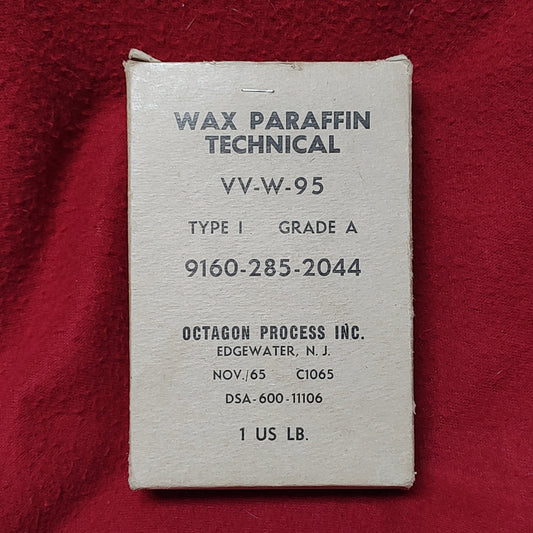 WAX PARAFFIN
TECHNICAL
VV-W-95
TYPE I GRADE A
9160-285-2044
OCTAGON PROCESS INC.
EDGEWATER, N. J.
NOV./65 C1065
DSA-600-11106
1 US LB.